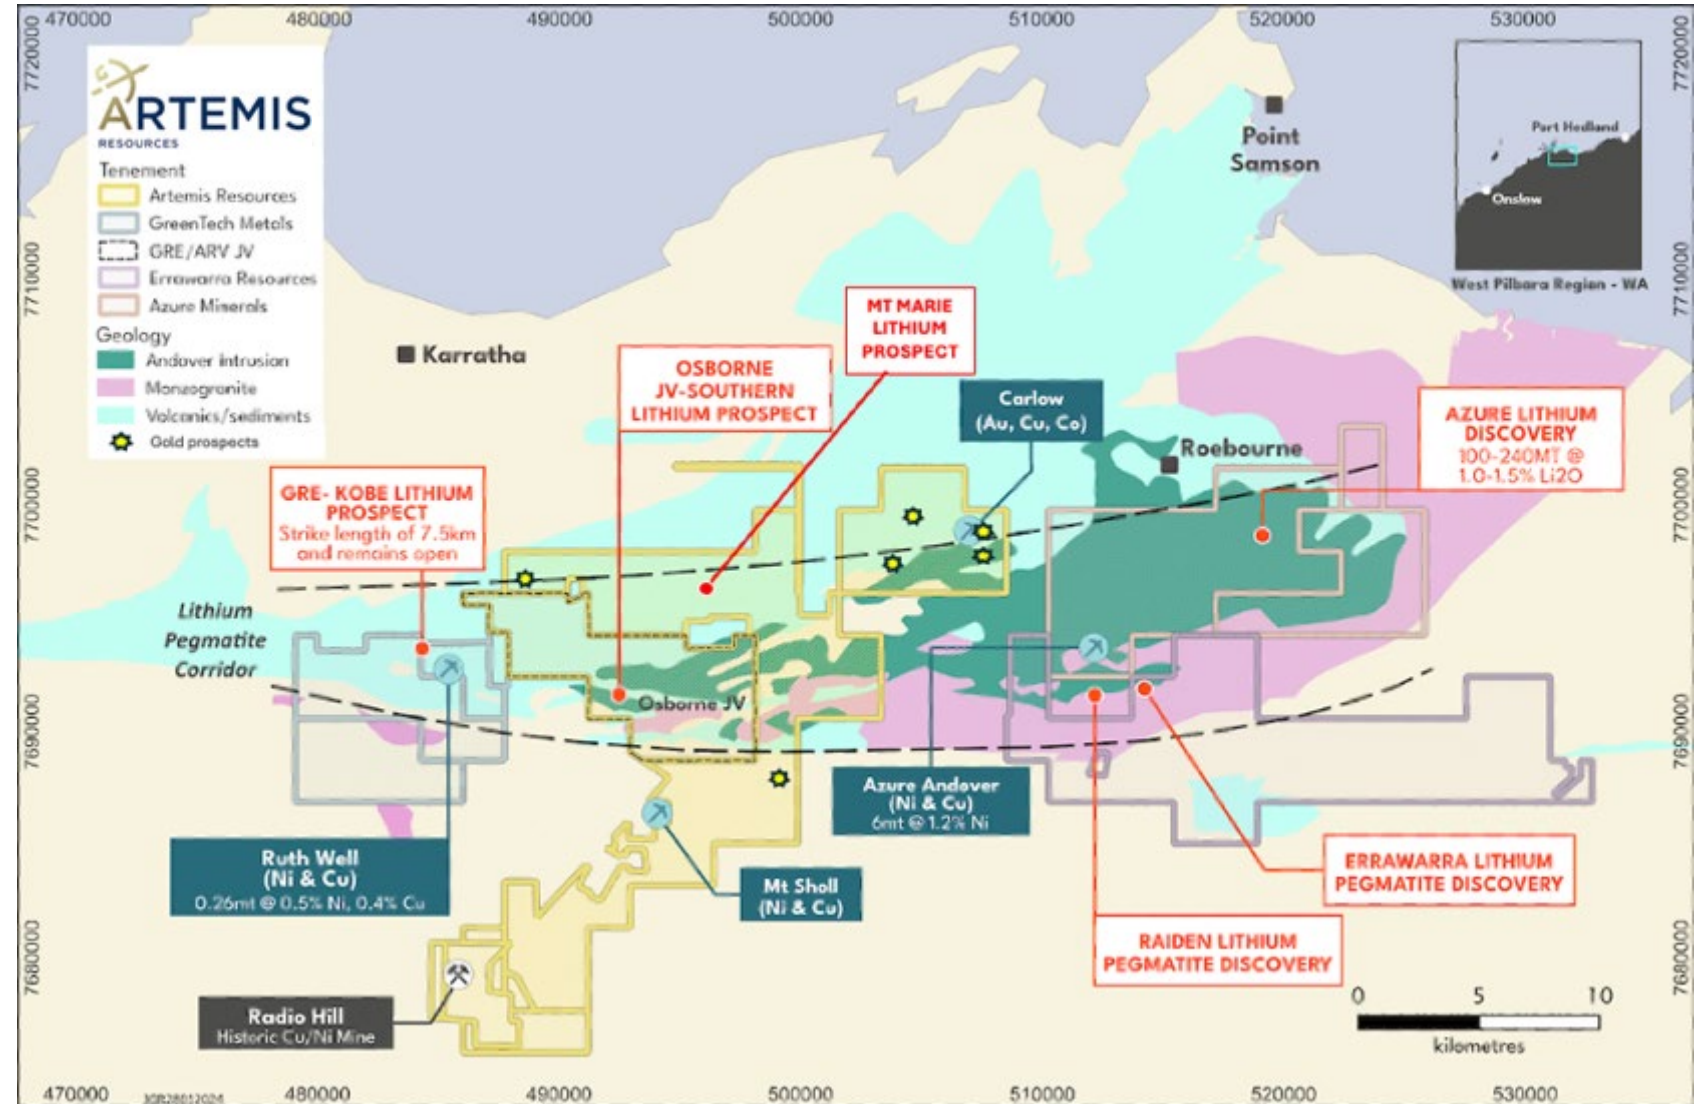 470000 480000 490000 500000 510000 520000 530000
7720000
7720000
ARTEMIS
RESOURCES
Tenement
Artemis Resources
GreenTech Metals
GRE/ARV JV
Errawarra Resources
Azure Minerals
Geology
Andover intrusion
Monzogranite
Volcanics/sediments
Gold prospects
Point
Samson
Port Hedland
Onslow
West Pilbara Region - WA
7710000
7710000
Karratha
MT MARIE
LITHIUM
PROSPECT
OSBORNE
JV-SOUTHERN
LITHIUM PROSPECT
Carlow
(Au, Cu, Co)
Roebourne
AZURE LITHIUM
DISCOVERY
100-240MT @
1.0-1.5% Li2O
GRE- KOBE LITHIUM
PROSPECT
Strike length of 7.5km
and remains open
7700000
7700000
Lithium
Pegmatite
Corridor
Osborne JV
7690000
7690000
Azure Andover
(Ni & Cu)
6mt @ 1.2% Ni
Ruth Well
(Ni & Cu)
0.26mt @ 0.5% Ni, 0.4% Cu
Mt Sholl
(Ni & Cu)
ERRAWARRA LITHIUM
PEGMATITE DISCOVERY
RAIDEN LITHIUM
PEGMATITE DISCOVERY
7680000
7680000
Radio Hill
Historic Cu/Ni Mine
0 5 10
kilometres
470000 480000 490000 500000 510000 520000 530000